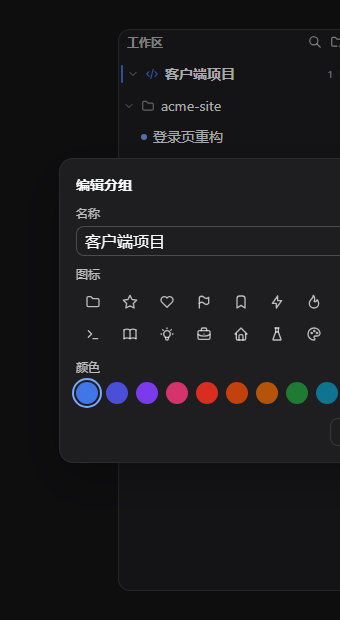 工作区
客户端项目 1
acme-site
登录页重构
编辑分组
名称
客户端项目
图标
颜色